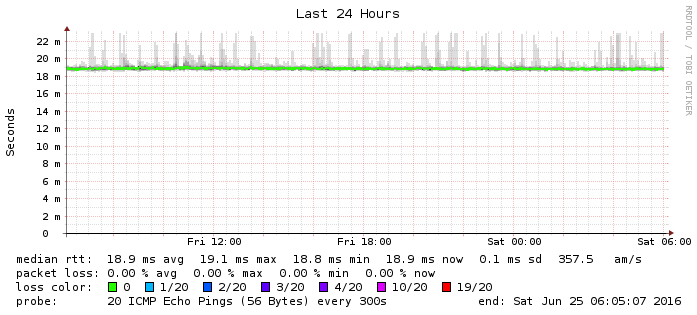 Last 24 Hours
RRDTOOL / TOBI OETIKER
Seconds
22 m
20 m
18 m
16 m
14 m
12 m
10 m
8 m
6 m
4 m
2 m
0
Fri 12:00 Fri 18:00 Sat 00:00 Sat 06:00
median rtt: 18.9 ms avg 19.1 ms max 18.8 ms min 18.9 ms now 0.1 ms sd 357.5 am/s
packet loss: 0.00 % avg 0.00 % max 0.00 % min 0.00 % now
loss color: 0 1/20 2/20 3/20 4/20 10/20 19/20
probe: 20 ICMP Echo Pings (56 Bytes) every 300s end: Sat Jun 25 06:05:07 2016